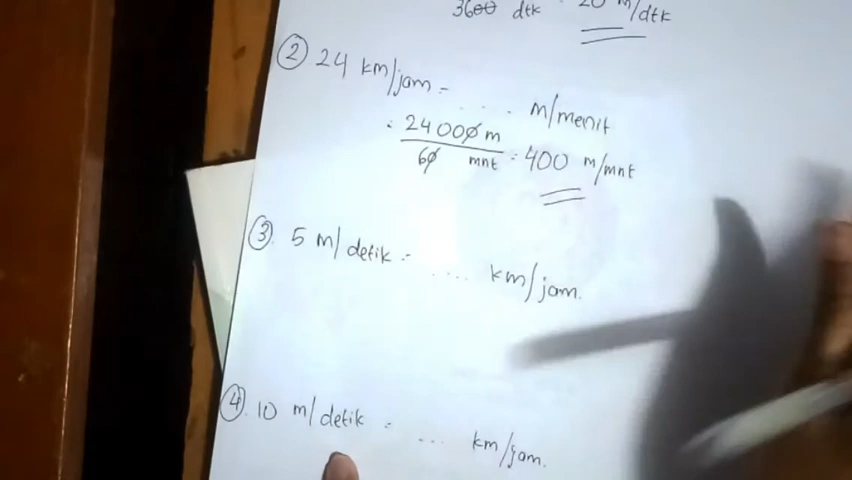 3600 dtk : 20 m/dtk
② 24 km/jam = .... m/menit
: 24000 m
60 mnt : 400 m/mnt
③. 5 m/detik = .... km/jam.
④. 10 m/detik = ... km/jam.